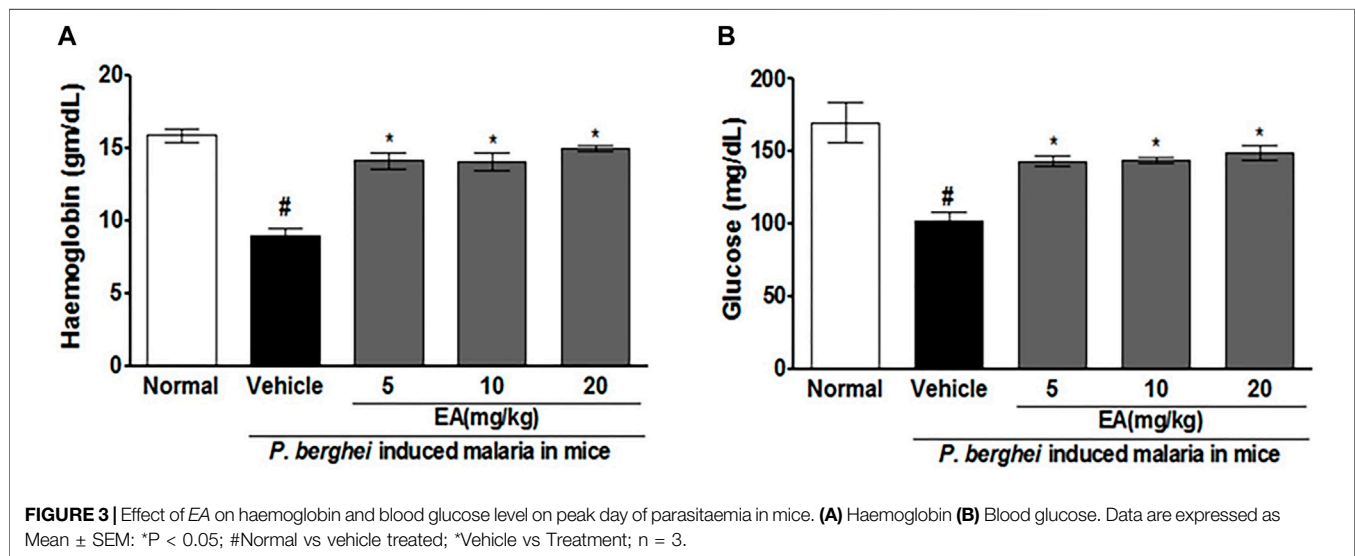 A
Haemoglobin (gm/dL)
20
15
10
5
0
#
*
*
*
Normal
Vehicle
5
10
20
EA(mg/kg)
P. berghei induced malaria in mice
B
Glucose (mg/dL)
200
150
100
50
0
#
*
*
*
Normal
Vehicle
5
10
20
EA(mg/kg)
P. berghei induced malaria in mice
FIGURE 3 | Effect of EA on haemoglobin and blood glucose level on peak day of parasitaemia in mice. (A) Haemoglobin (B) Blood glucose. Data are expressed as
Mean ± SEM: *P < 0.05; #Normal vs vehicle treated; *Vehicle vs Treatment; n = 3.